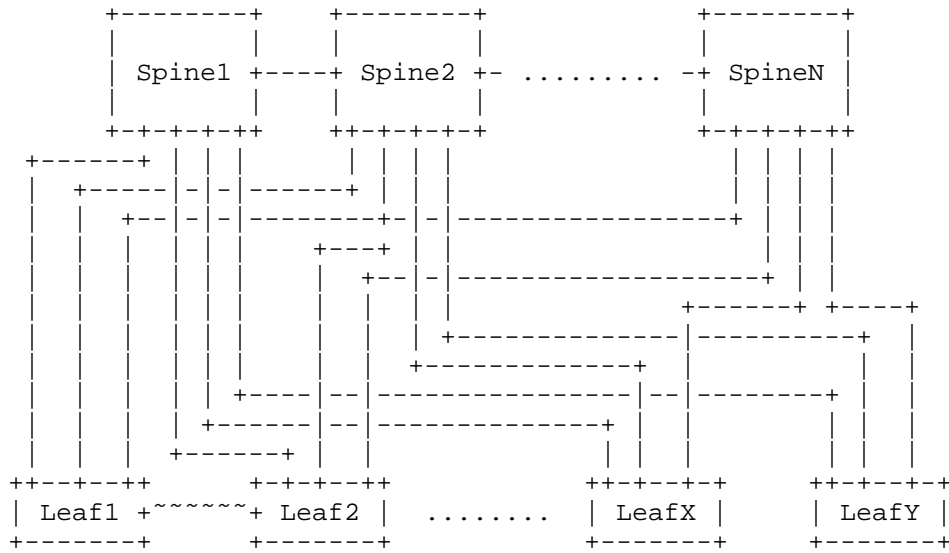 Spine1 Spine2 ......... SpineN
Leaf1 ~~~~~~ Leaf2 ........ LeafX LeafY